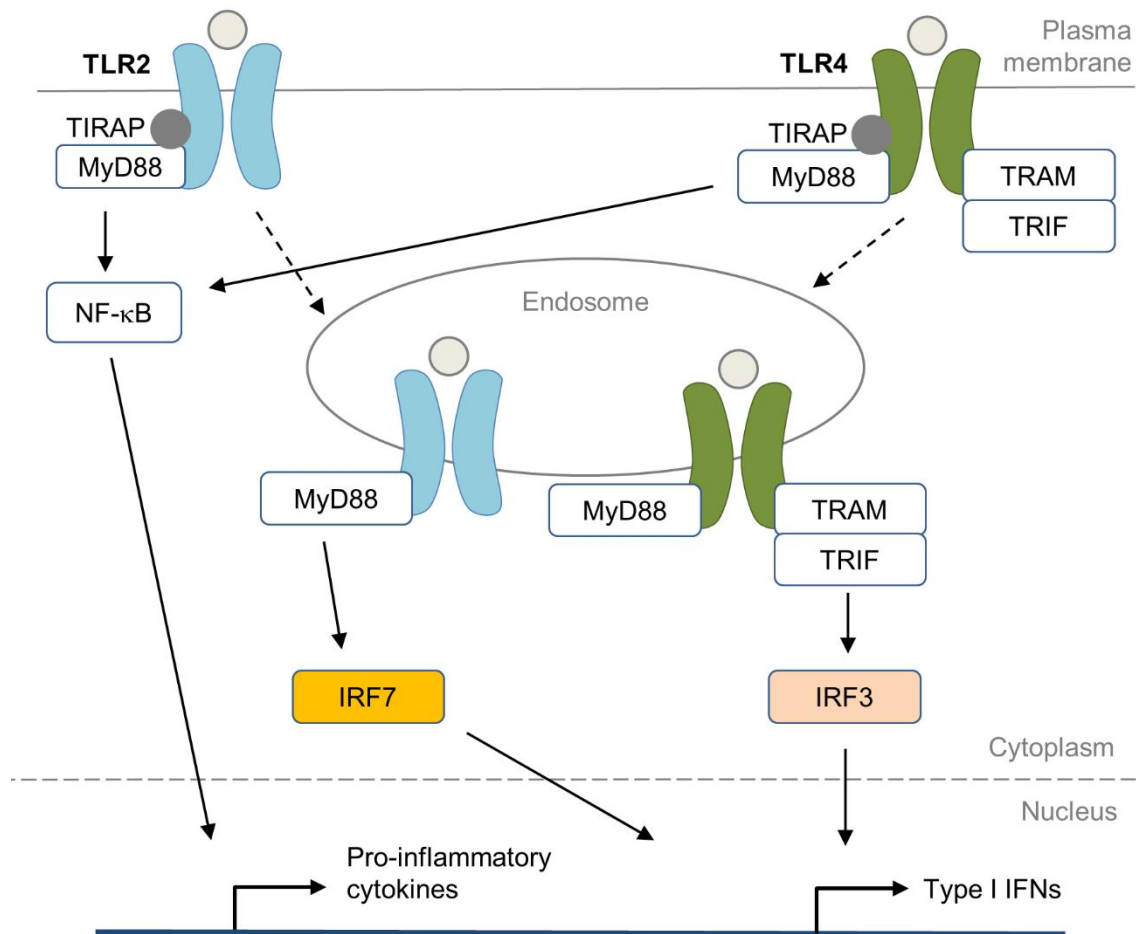 Plasma
membrane
TLR2
TLR4
TIRAP
MyD88
TIRAP
MyD88
TRAM
TRIF
NF-κB
Endosome
MyD88
MyD88
TRAM
TRIF
IRF7
IRF3
Cytoplasm
Nucleus
Pro-inflammatory
cytokines
Type I IFNs